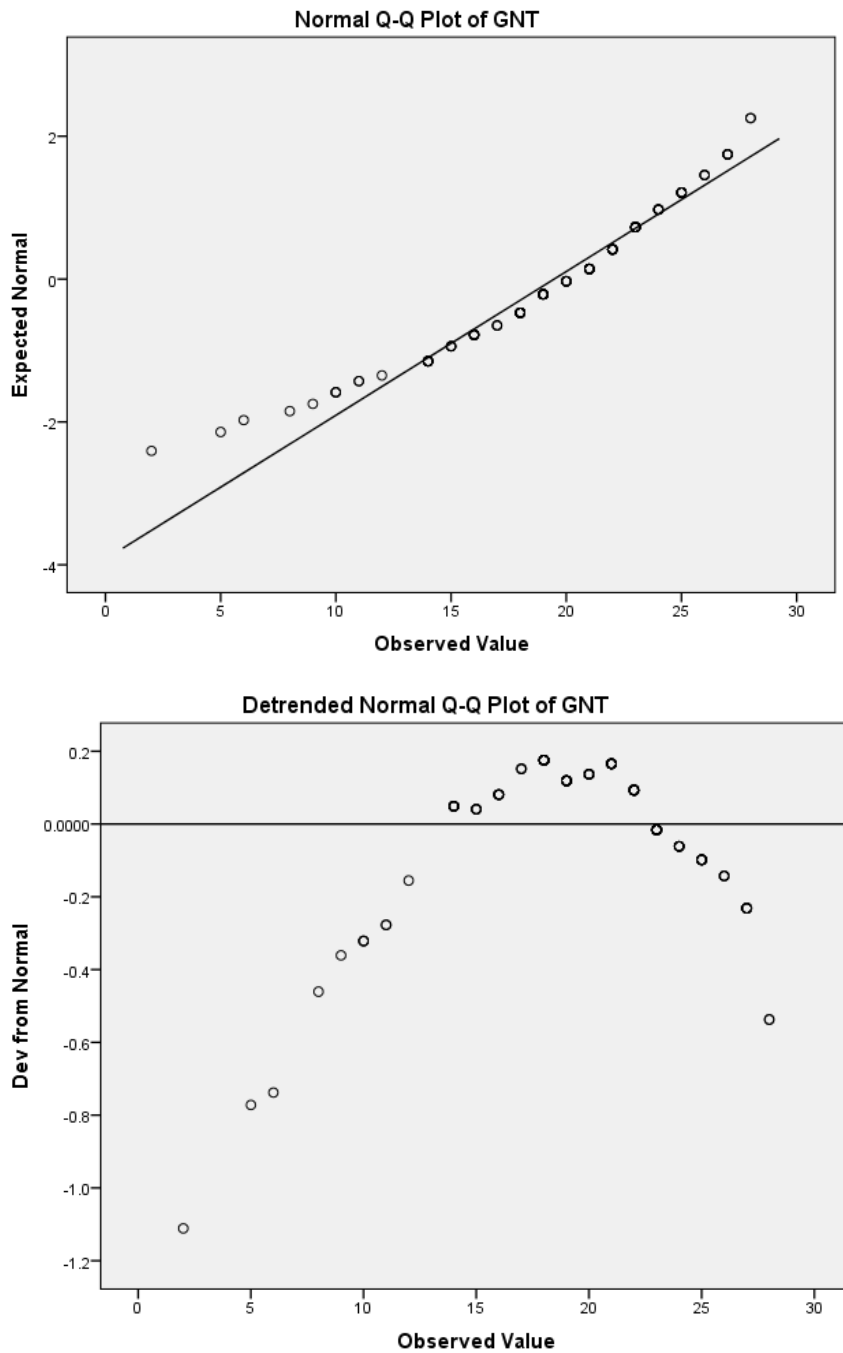 Normal Q-Q Plot of GNT
2
0
-2
-4
Expected Normal
0 5 10 15 20 25 30
Observed Value
Detrended Normal Q-Q Plot of GNT
0.2
0.0000
-0.2
-0.4
-0.6
-0.8
-1.0
-1.2
Dev from Normal
0 5 10 15 20 25 30
Observed Value